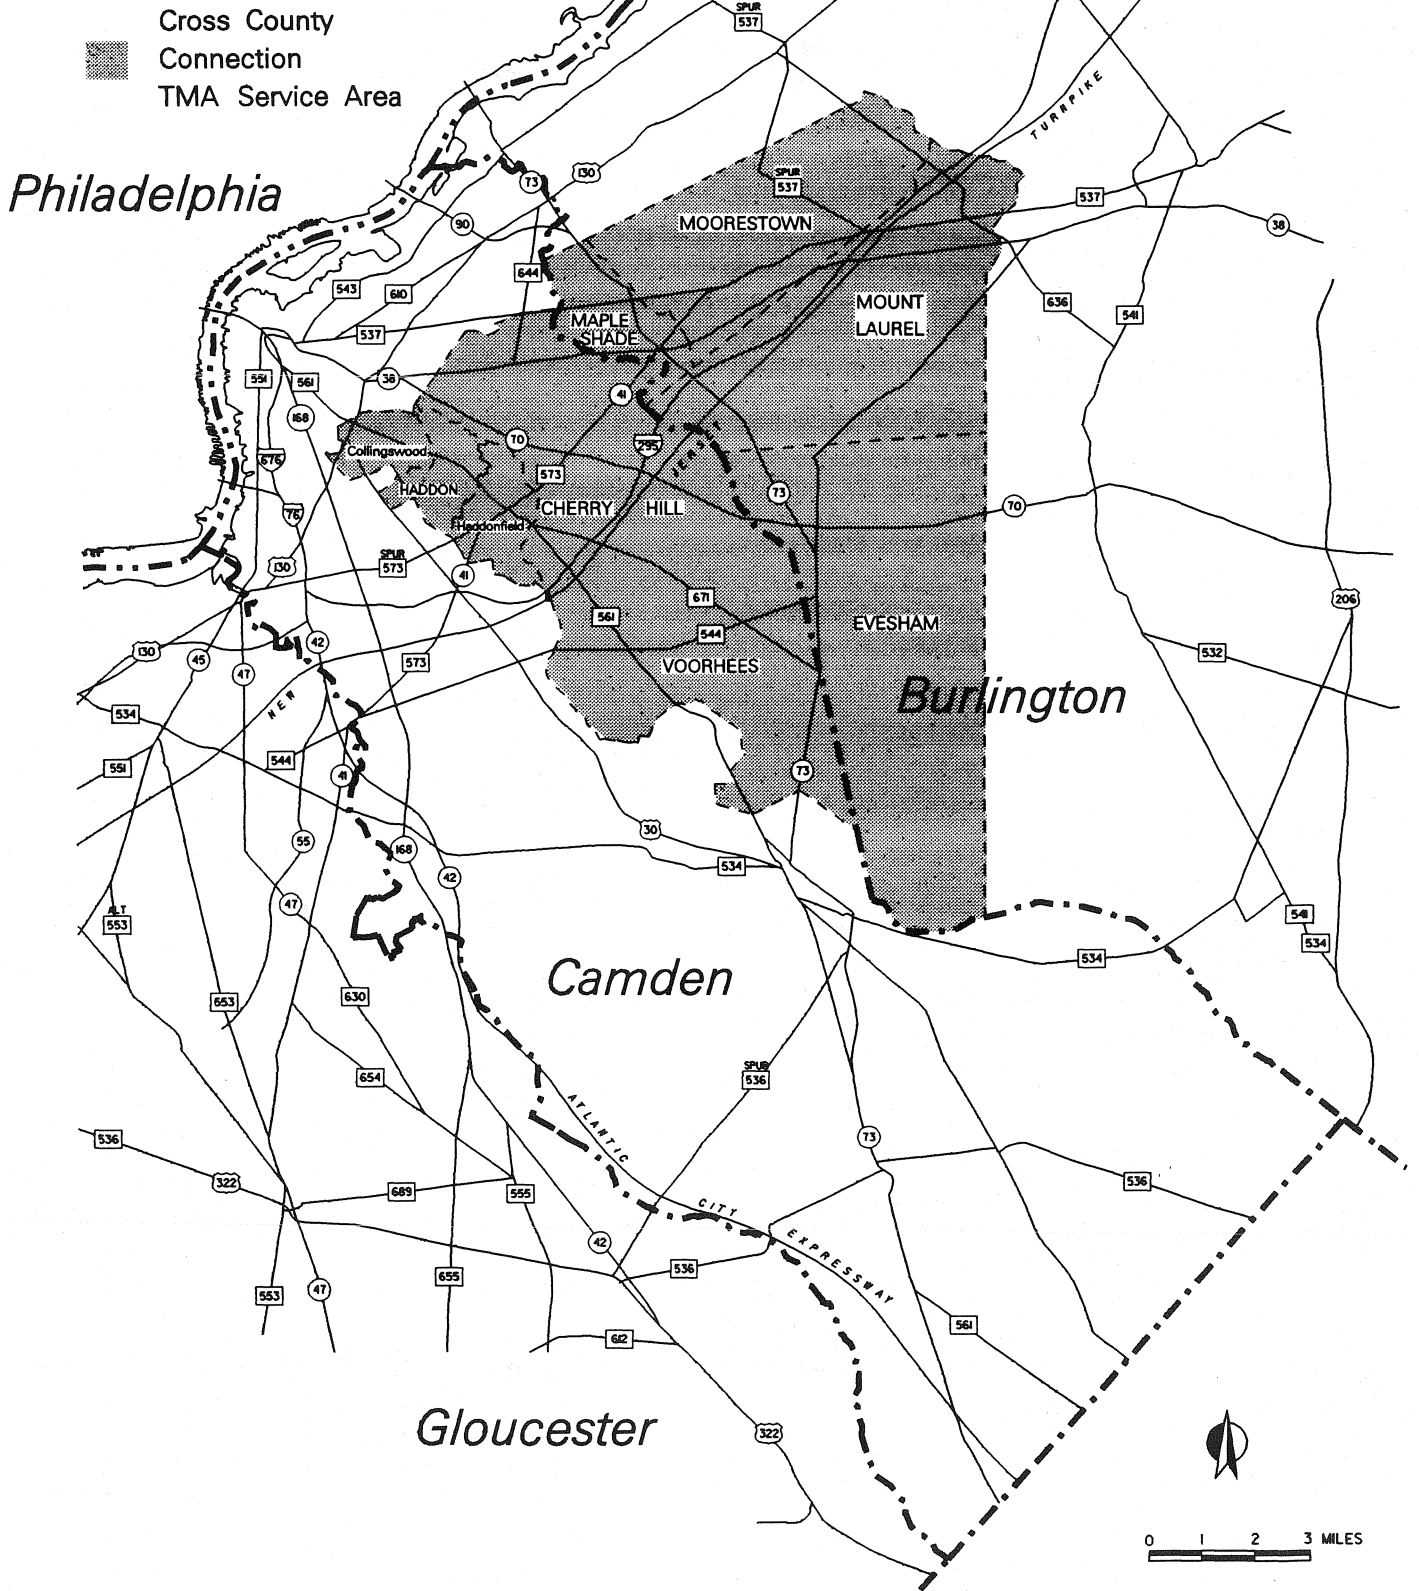 Cross County
Connection
TMA Service Area
SPUR
537
TURNPIKE
Philadelphia
73
130
SPUR
537
537
90
MOORESTOWN
38
644
543
610
MOUNT
LAUREL
636
541
537
MAPLE
SHADE
551
561
38
41
168
70
295
Collingswood
676
JERSEY
573
HADDON
73
76
CHERRY HILL
70
Haddonfield
SPUR
573
130
41
671
206
561
EVESHAM
544
42
130
45
573
532
VOORHEES
47
Burlington
NEW
534
544
551
41
73
30
55
168
534
42
47
ALT
553
541
534
534
Camden
653
630
SPUR
536
654
ATLANTIC
536
73
322
536
689
555
CITY
EXPRESSWAY
42
536
655
553
47
561
612
Gloucester
322
0 1 2 3 MILES